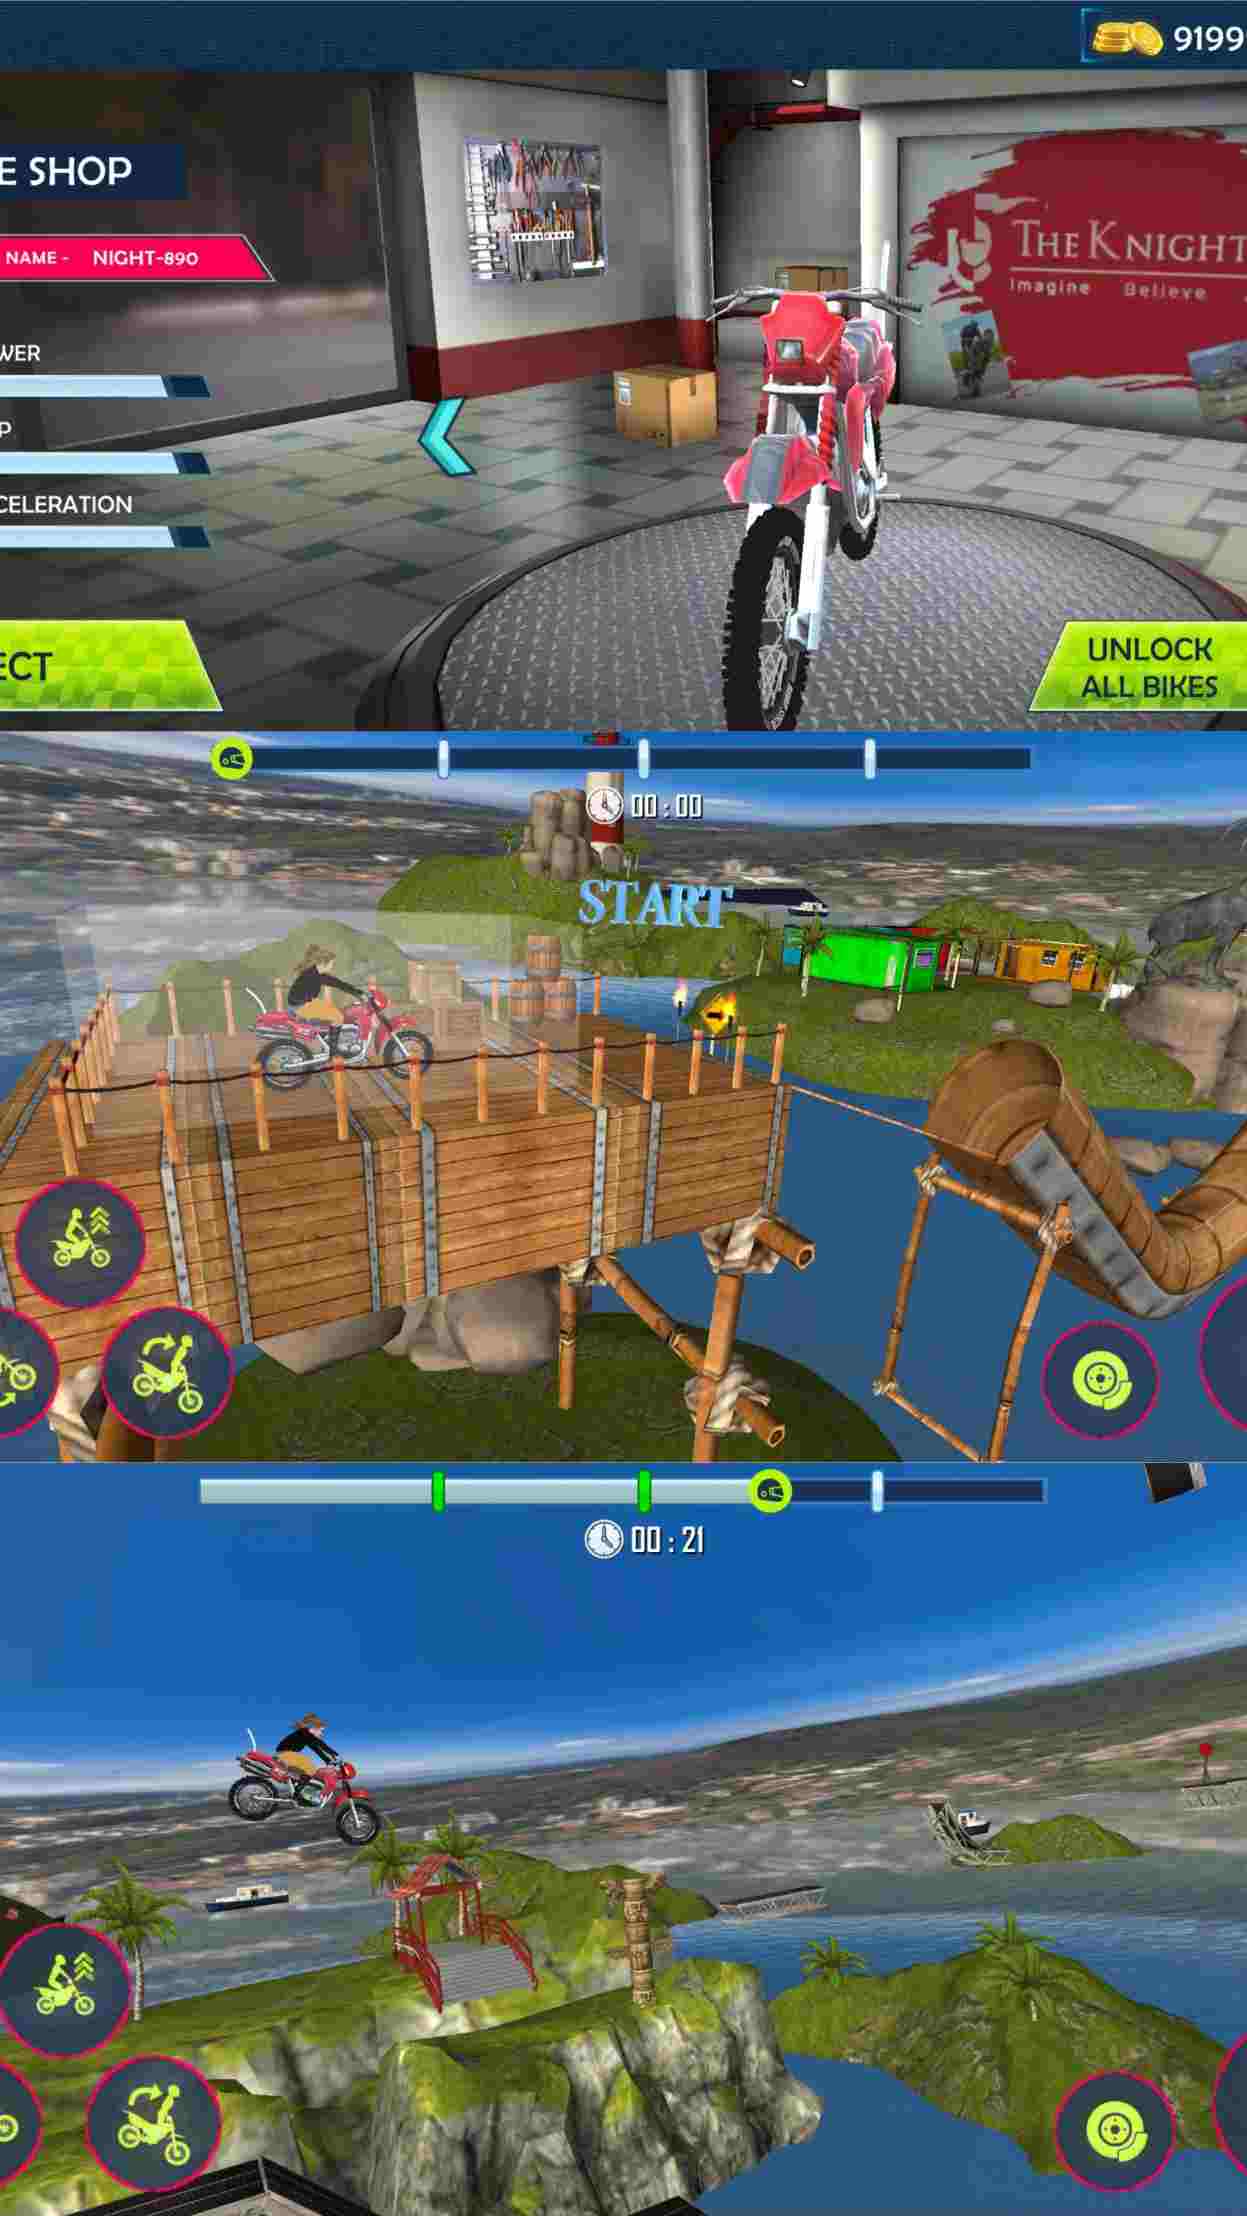 9199
E SHOP
NAME - NIGHT-890
THE KNIGHT
Imagine Believe
WER
P
CELERATION
ECT
UNLOCK
ALL BIKES
00 : 00
START
00 : 21